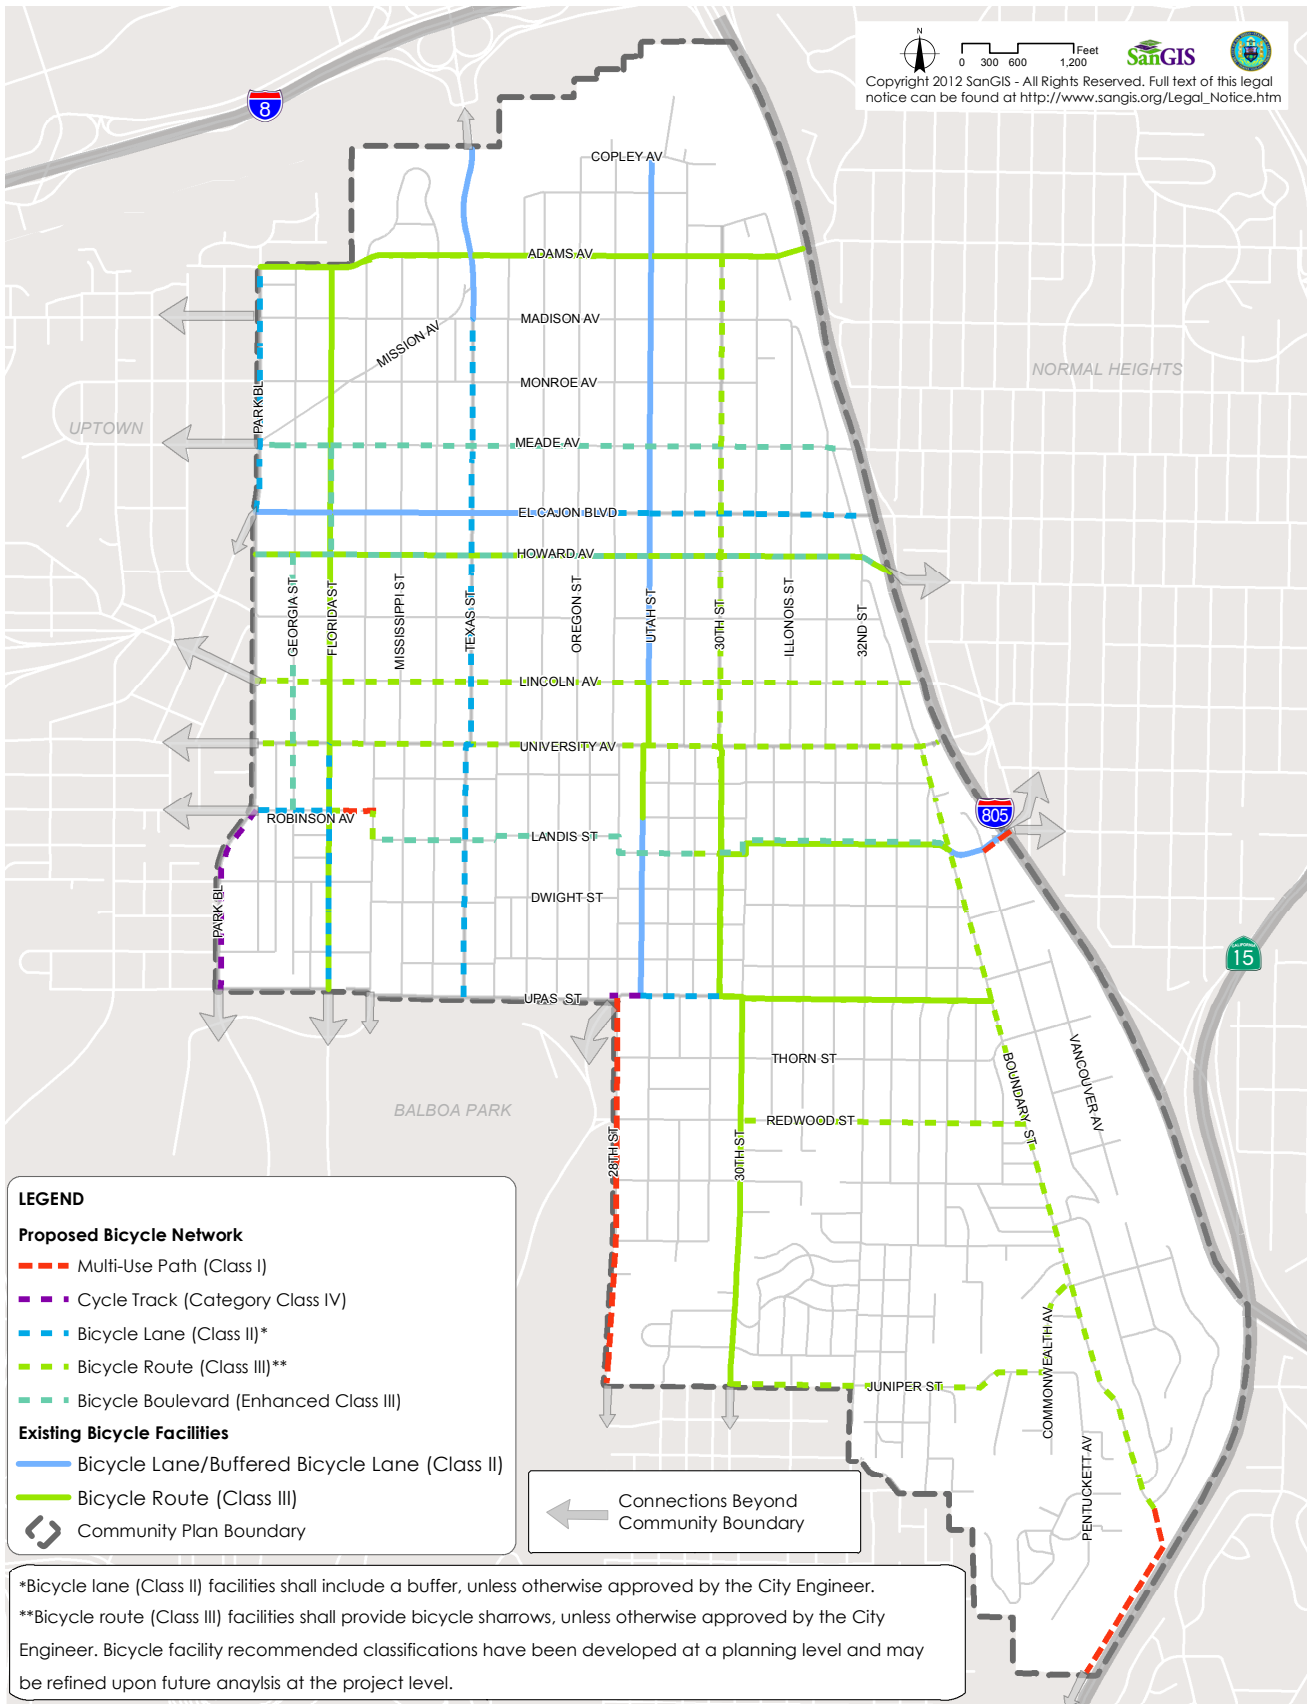 N
0 300 600 1,200
Feet
SanGIS
Copyright 2012 SanGIS - All Rights Reserved. Full text of this legal
notice can be found at http://www.sangis.org/Legal_Notice.htm
8
COPLEY AV
ADAMS AV
MADISON AV
MISSION AV
MONROE AV
NORMAL HEIGHTS
PARK BL
UPTOWN
MEADE AV
EL CAJON BLVD
HOWARD AV
GEORGIA ST
FLORIDA ST
MISSISSIPPI ST
TEXAS ST
OREGON ST
UTAH ST
30TH ST
ILLONOIS ST
32ND ST
LINCOLN AV
UNIVERSITY AV
805
ROBINSON AV
LANDIS ST
DWIGHT ST
PARK BL
CALIFORNIA
15
UPAS ST
THORN ST
BOUNDARY ST
VANCOUVER AV
BALBOA PARK
REDWOOD ST
28TH ST
30TH ST
JUNIPER ST
COMMONWEALTH AV
PENTUCKETT AV
LEGEND
Proposed Bicycle Network
Multi-Use Path (Class I)
Cycle Track (Category Class IV)
Bicycle Lane (Class II)*
Bicycle Route (Class III)**
Bicycle Boulevard (Enhanced Class III)
Existing Bicycle Facilities
Bicycle Lane/Buffered Bicycle Lane (Class II)
Bicycle Route (Class III)
Community Plan Boundary
Connections Beyond
Community Boundary
*Bicycle lane (Class II) facilities shall include a buffer, unless otherwise approved by the City Engineer.
**Bicycle route (Class III) facilities shall provide bicycle sharrows, unless otherwise approved by the City
Engineer. Bicycle facility recommended classifications have been developed at a planning level and may
be refined upon future anaylsis at the project level.